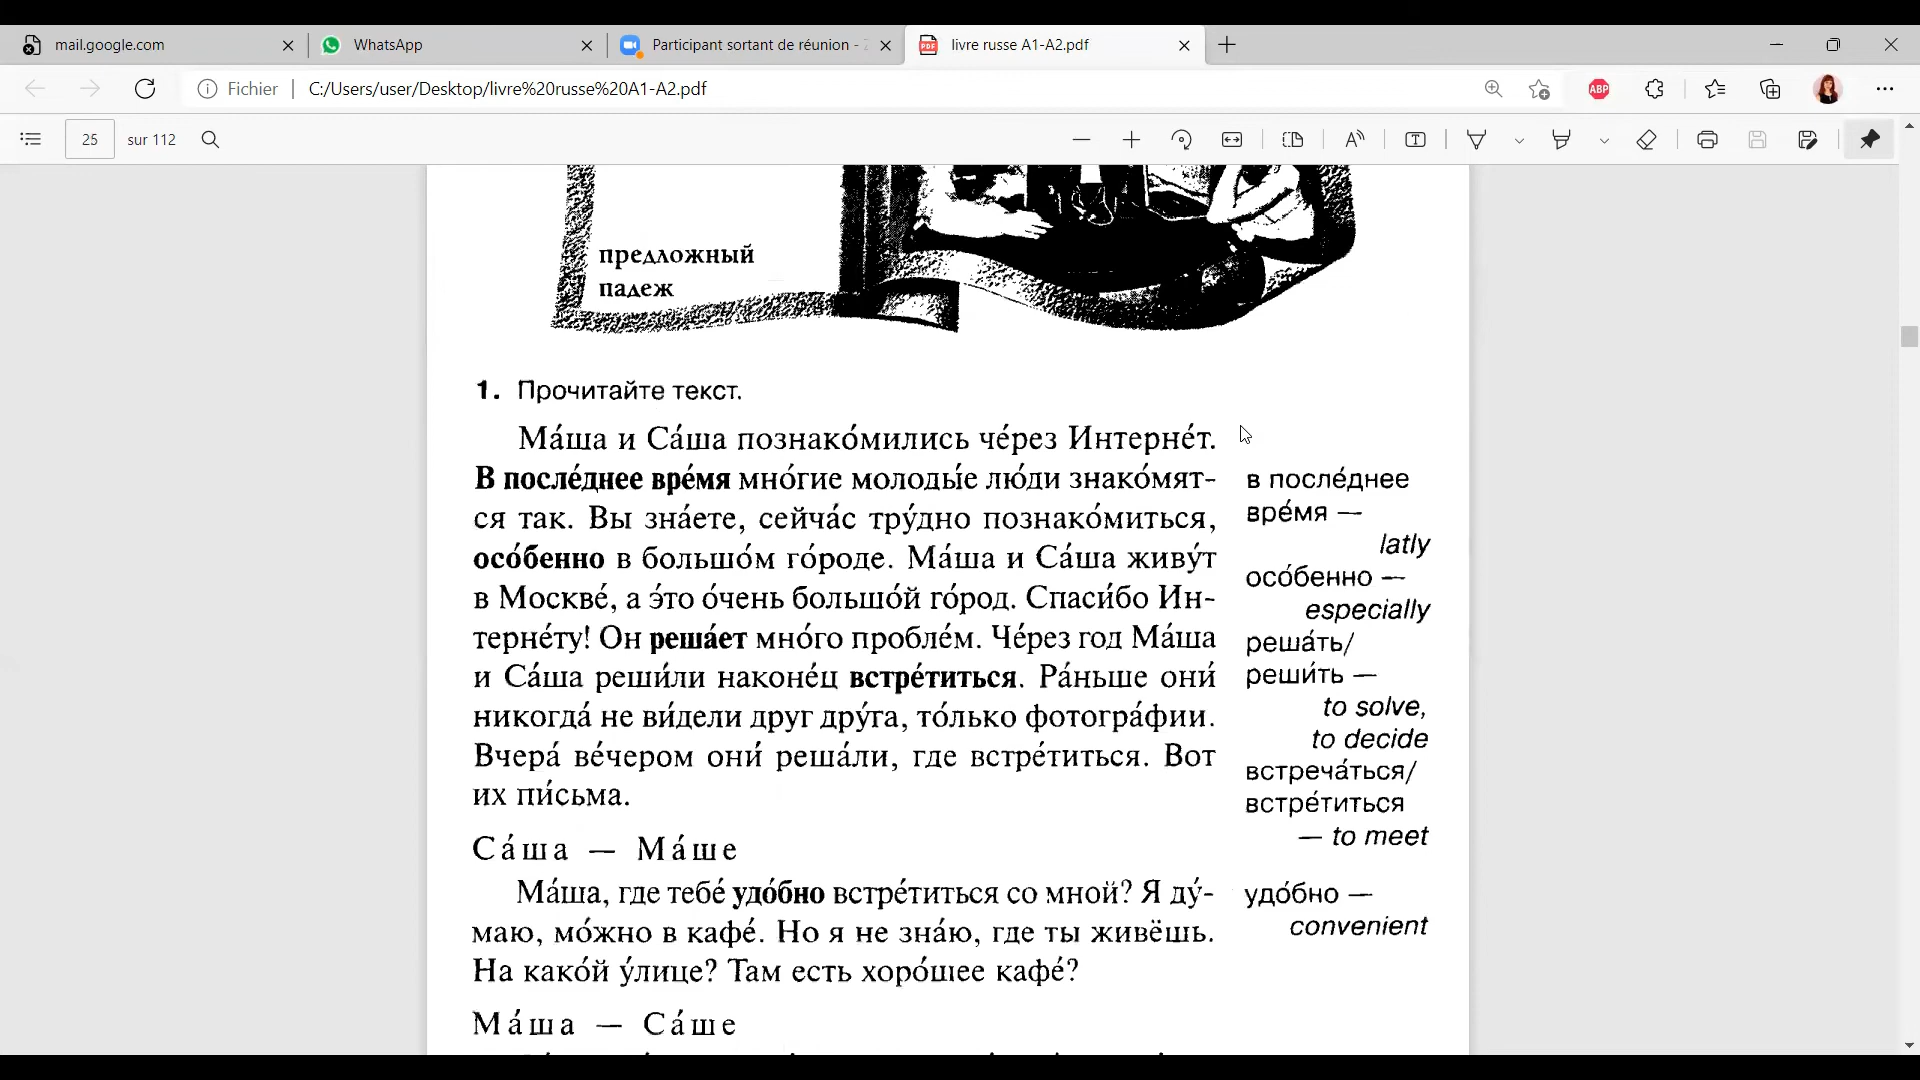 mail.google.com
WhatsApp
Participant sortant de réunion -
livre russe A1-A2.pdf
Fichier
C:/Users/user/Desktop/livre%20russe%20A1-A2.pdf
ABP
25
sur 112
предложный
падеж
1. Прочитайте текст.
Ма́ша и Са́ша познако́мились че́рез Интерне́т.
В после́днее вре́мя мно́гие молоды́е лю́ди знако́мят-
ся так. Вы зна́ете, сейча́с тру́дно познако́миться,
осо́бенно в большо́м го́роде. Ма́ша и Са́ша живу́т
в Москве́, а э́то о́чень большо́й го́род. Спаси́бо Ин-
терне́ту! Он реша́ет мно́го пробле́м. Че́рез год Ма́ша
и Са́ша реши́ли наконе́ц встре́титься. Ра́ньше они́
никогда́ не ви́дели друг дру́га, то́лько фотогра́фии.
Вчера́ ве́чером они́ реша́ли, где встре́титься. Вот
их пи́сьма.
в после́днее
вре́мя —
latly
осо́бенно —
especially
реша́ть/
реши́ть —
to solve,
to decide
встреча́ться/
встре́титься
— to meet
Са́ша — Ма́ше
Ма́ша, где тебе́ удо́бно встре́титься со мной? Я ду́-
маю, мо́жно в кафе́. Но я не зна́ю, где ты живёшь.
На како́й у́лице? Там есть хоро́шее кафе́?
удо́бно —
convenient
Ма́ша — Са́ше